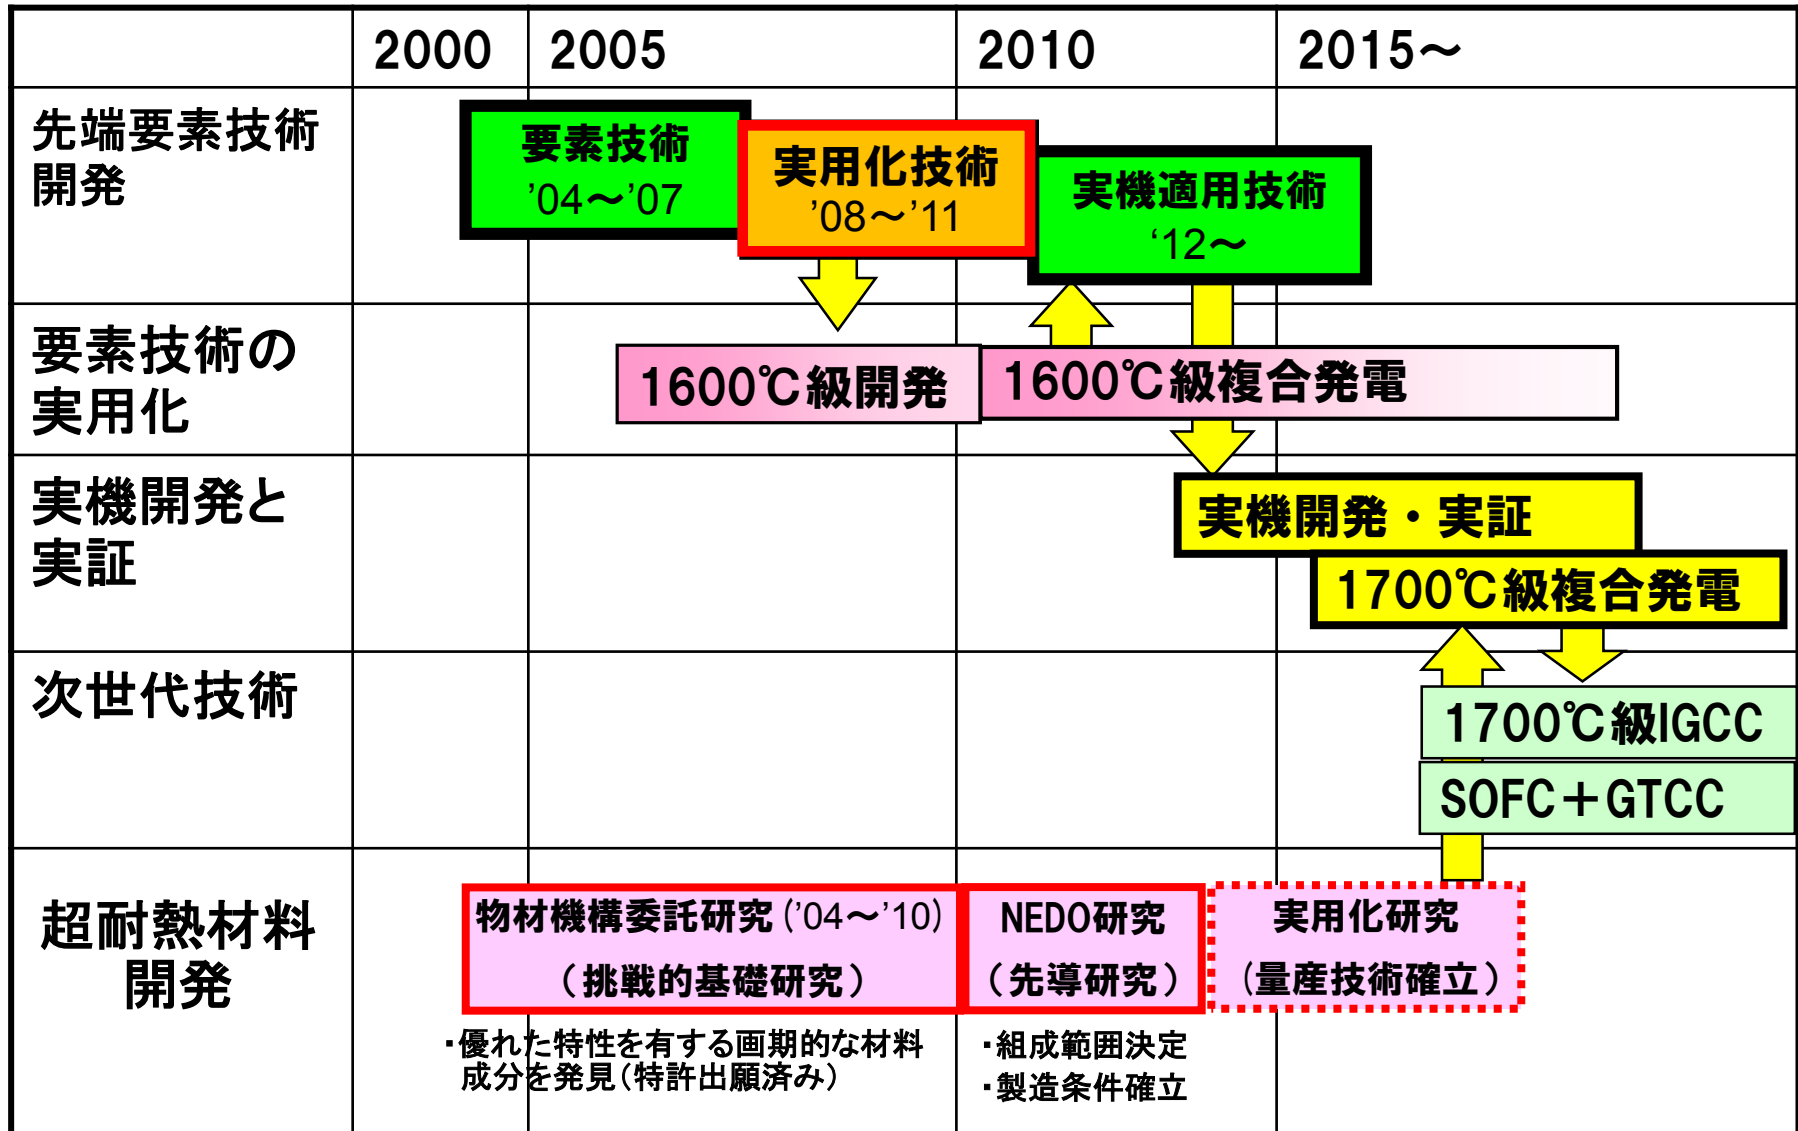 2000 2005 2010 2015～
先端要素技術
開発
要素技術
’04～’07
実用化技術
’08～’11
実機適用技術
‘12～
要素技術の
実用化
1600℃級開発
1600℃級複合発電
実機開発と
実証
実機開発・実証
1700℃級複合発電
次世代技術
1700℃級IGCC
SOFC＋GTCC
超耐熱材料
開発
物材機構委託研究(’04～’10)
（挑戦的基礎研究）
NEDO研究
（先導研究）
実用化研究
(量産技術確立）
・優れた特性を有する画期的な材料
成分を発見（特許出願済み）
・組成範囲決定
・製造条件確立